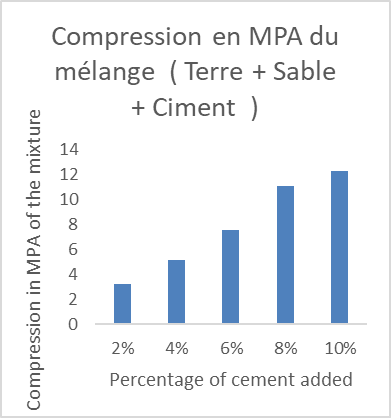 Compression en MPA du
mélange ( Terre + Sable
+ Ciment )
Compression in MPA of the mixture
14
12
10
8
6
4
2
0
2% 4% 6% 8% 10%
Percentage of cement added